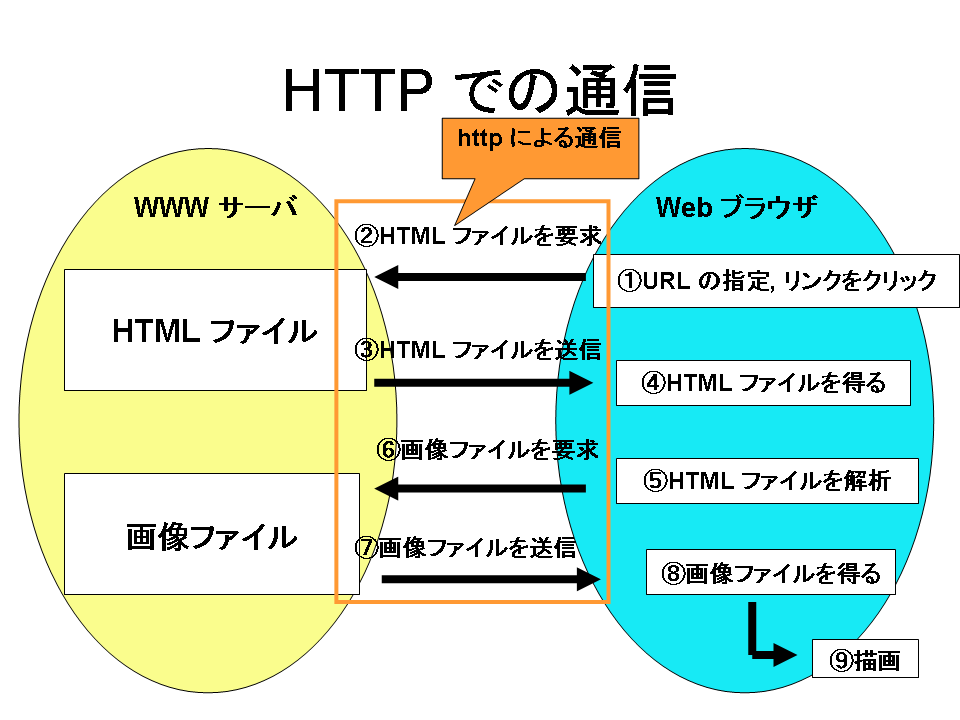 HTTP での通信
http による通信
WWW サーバ
Web ブラウザ
②HTML ファイルを要求
①URL の指定, リンクをクリック
HTML ファイル
③HTML ファイルを送信
④HTML ファイルを得る
⑥画像ファイルを要求
⑤HTML ファイルを解析
画像ファイル
⑦画像ファイルを送信
⑧画像ファイルを得る
⑨描画